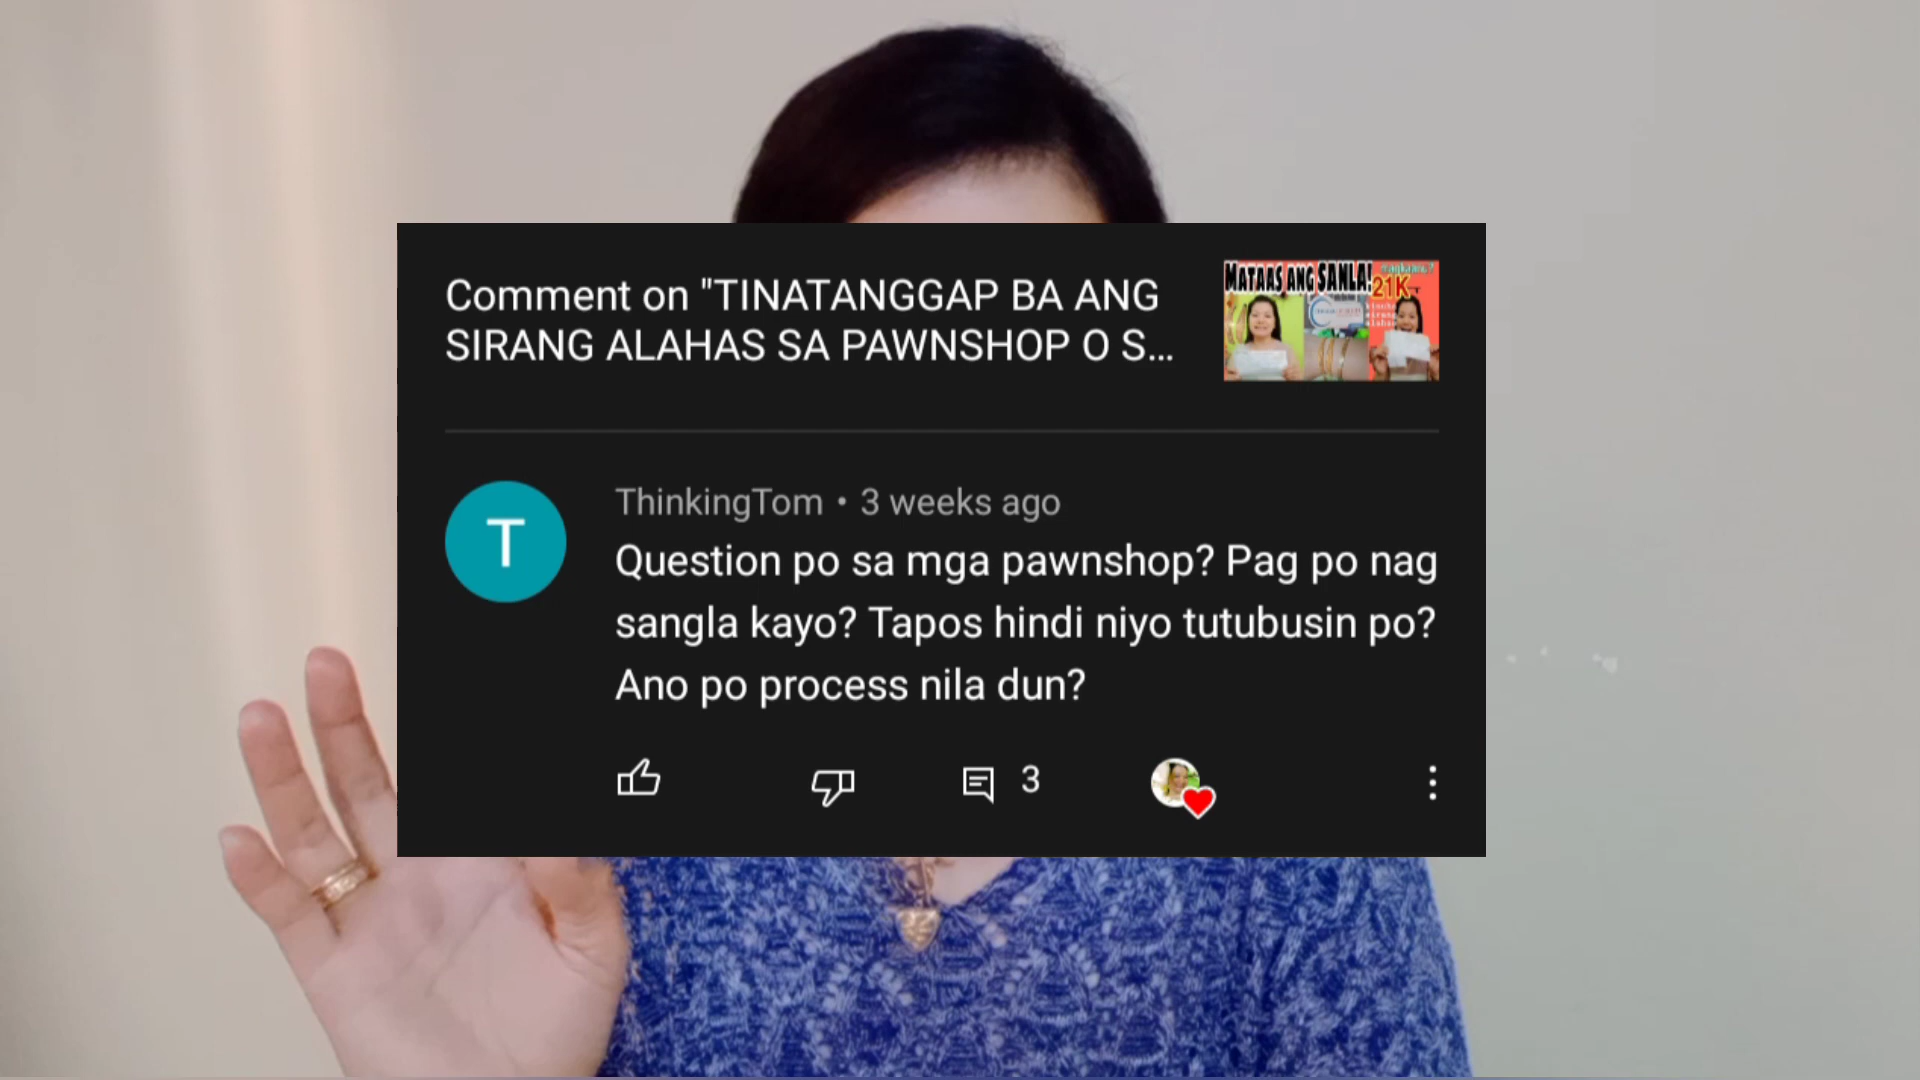 Comment on "TINATANGGAP BA ANG
SIRANG ALAHAS SA PAWNSHOP O S...
MATAAS ANG SANLA!
21K
T
ThinkingTom • 3 weeks ago
Question po sa mga pawnshop? Pag po nag
sangla kayo? Tapos hindi niyo tutubusin po?
Ano po process nila dun?
3